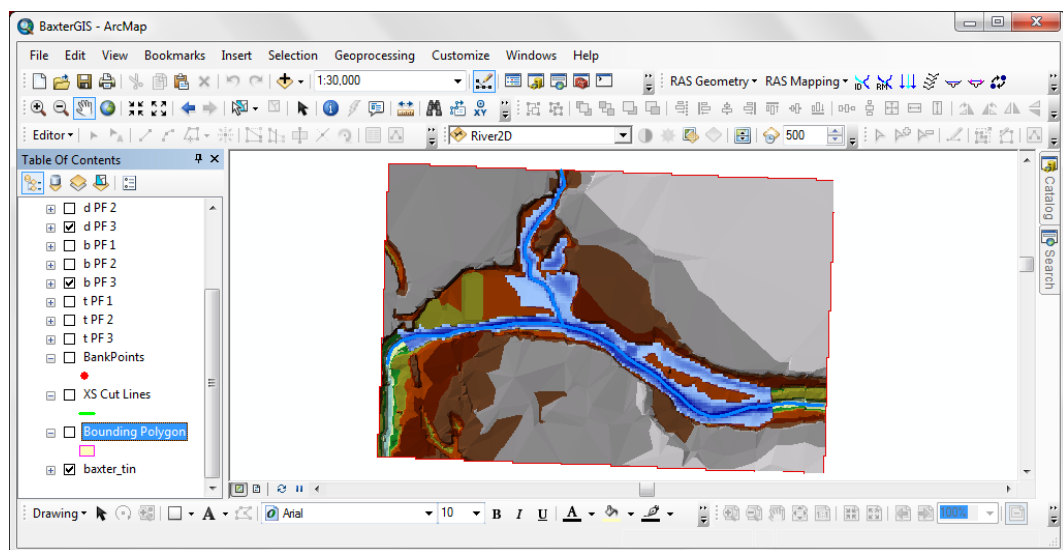 BaxterGIS - ArcMap
File Edit View Bookmarks Insert Selection Geoprocessing Customize Windows Help
1:30,000 RAS Geometry RAS Mapping ID RML
Editor River2D 500
Table Of Contents
d PF 2
d PF 3
b PF 1
b PF 2
b PF 3
t PF 1
t PF 2
t PF 3
BankPoints
XS Cut Lines
Bounding Polygon
baxter_tin
Catalog
Search
Drawing A Arial 10 B I U A 100%